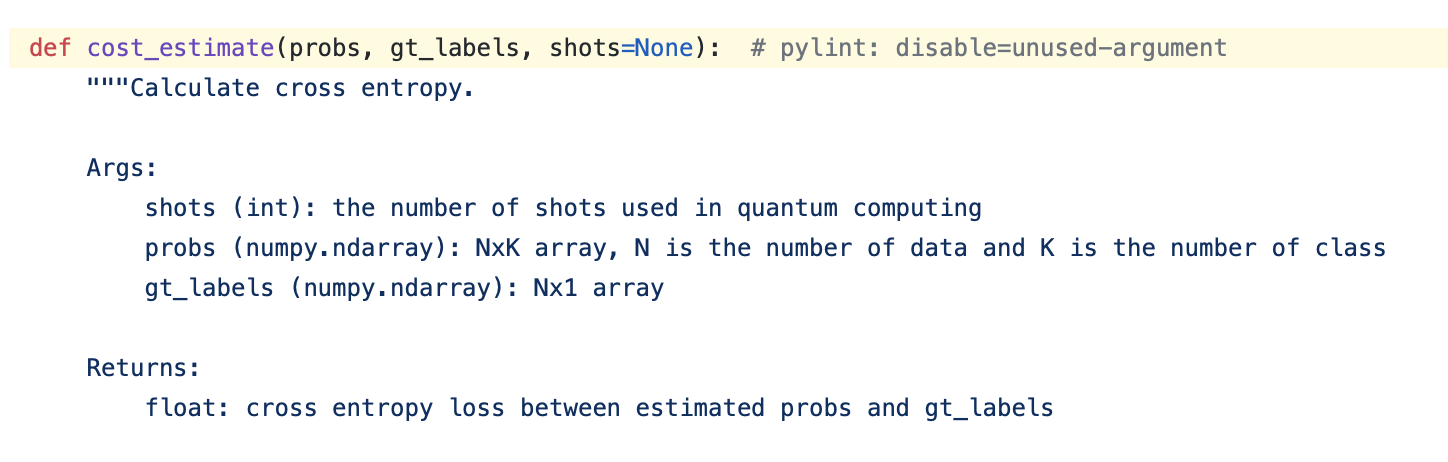 def cost_estimate(probs, gt_labels, shots=None):  # pylint: disable=unused-argument
    """Calculate cross entropy.

    Args:
        shots (int): the number of shots used in quantum computing
        probs (numpy.ndarray): NxK array, N is the number of data and K is the number of class
        gt_labels (numpy.ndarray): Nx1 array

    Returns:
        float: cross entropy loss between estimated probs and gt_labels